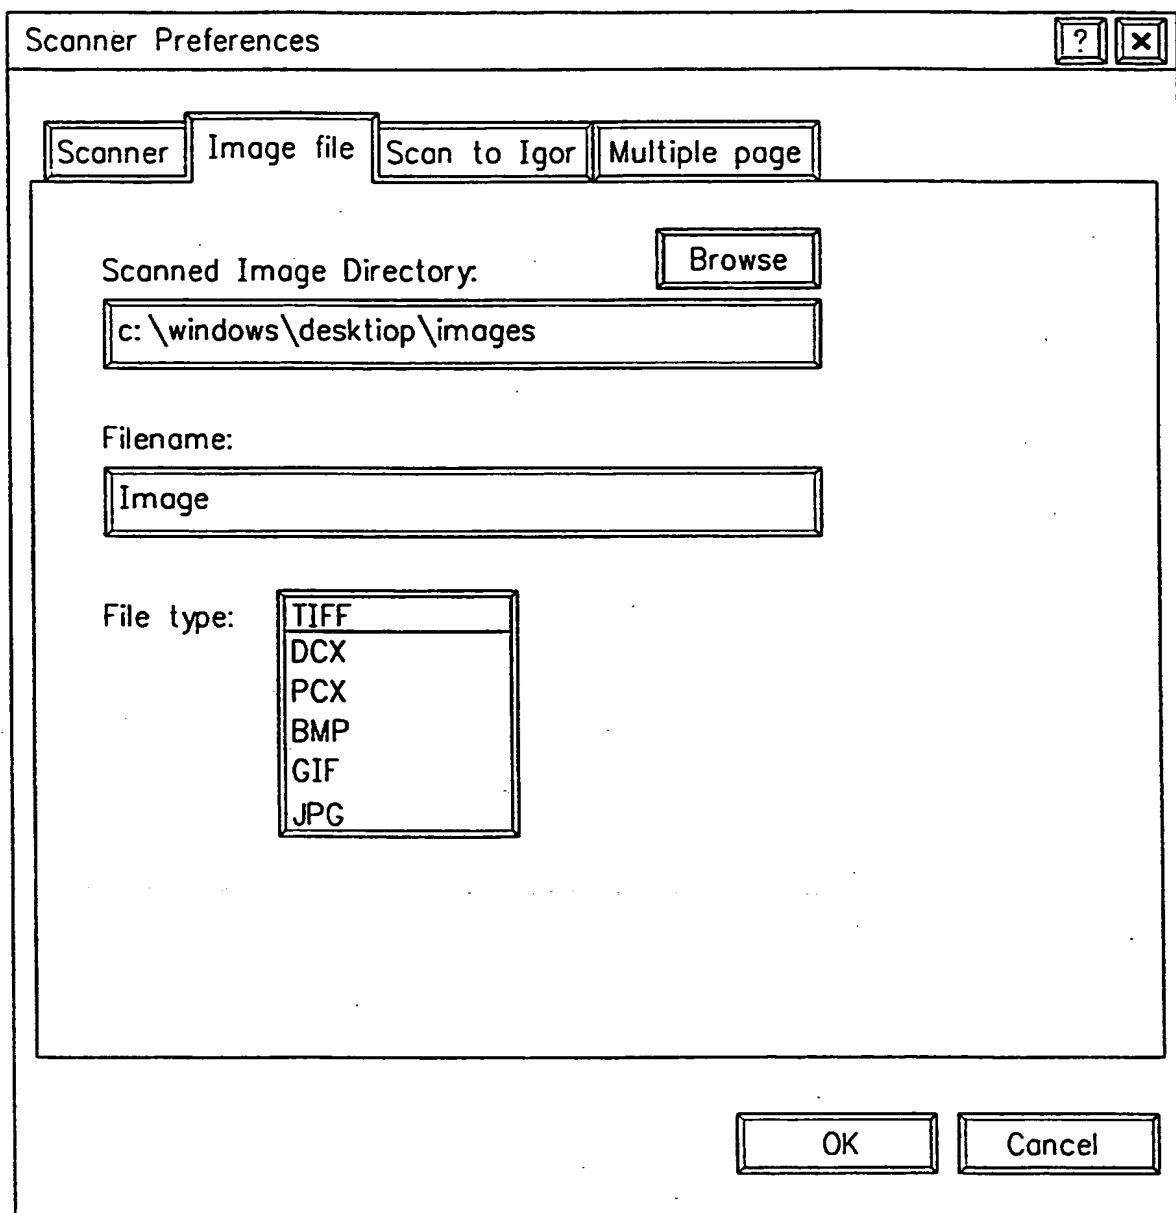 Scanner Preferences ? ×
Scanner Image file Scan to Igor Multiple page
Scanned Image Directory: Browse
c:\windows\desktiop\images
Filename:
Image
File type: TIFF
DCX
PCX
BMP
GIF
JPG
OK Cancel